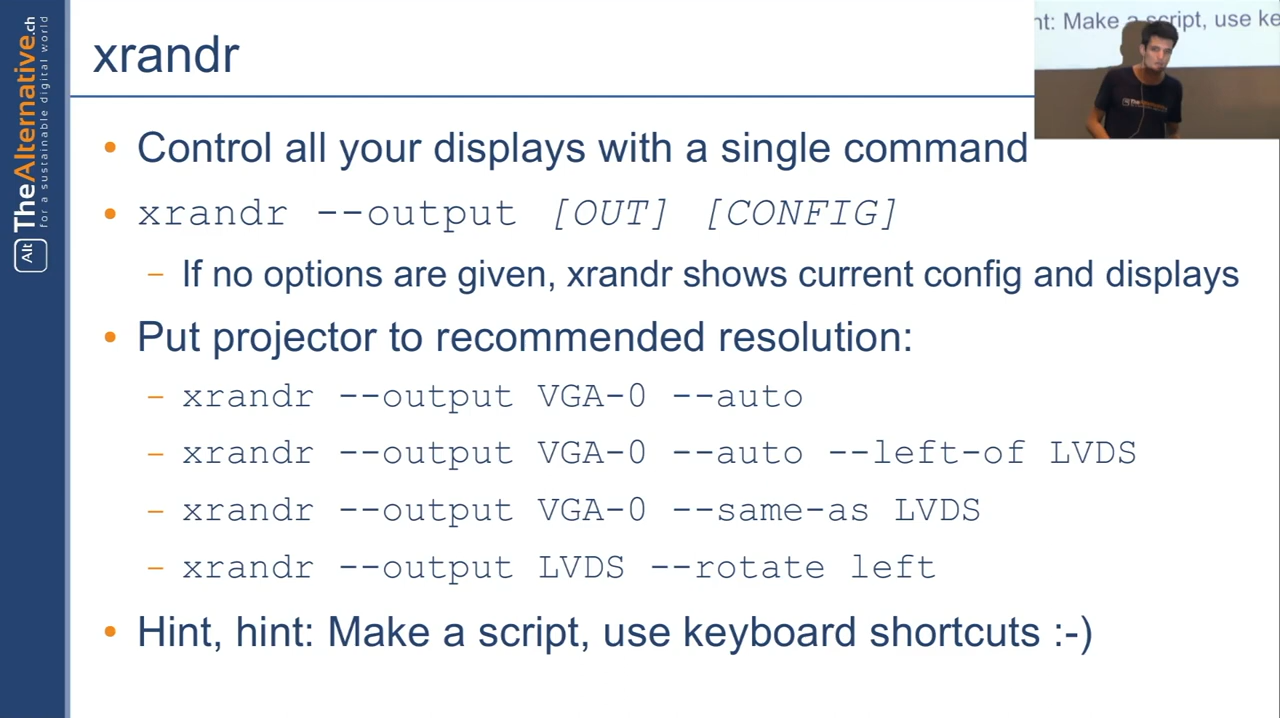 TheAlternative.ch
for a sustainable digital world
Alt
xrandr
nt: Make a script, use ke
• Control all your displays with a single command
• xrandr --output [OUT] [CONFIG]
– If no options are given, xrandr shows current config and displays
• Put projector to recommended resolution:
– xrandr --output VGA-0 --auto
– xrandr --output VGA-0 --auto --left-of LVDS
– xrandr --output VGA-0 --same-as LVDS
– xrandr --output LVDS --rotate left
• Hint, hint: Make a script, use keyboard shortcuts :-)